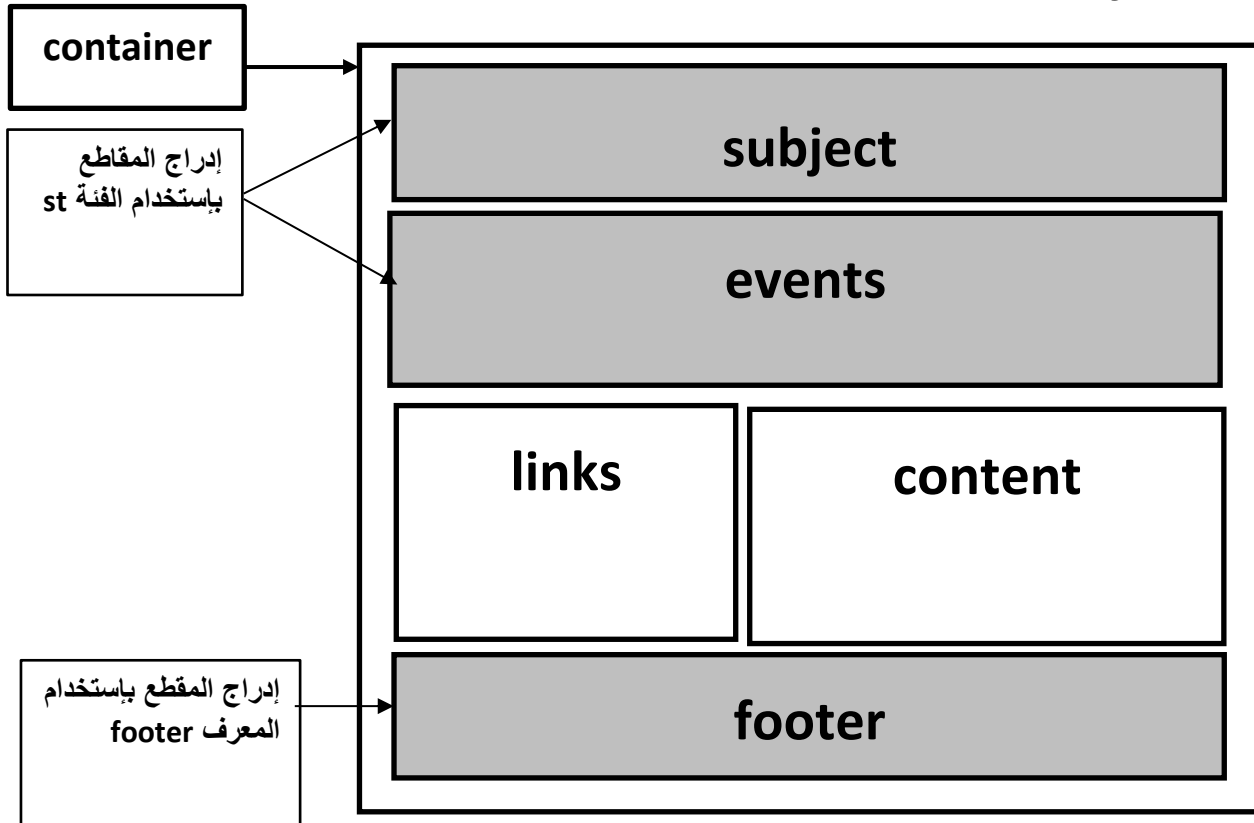 container
subject
إدراج المقاطع
بإستخدام الفئة st
events
links
content
إدراج المقطع بإستخدام
المعرف footer
footer